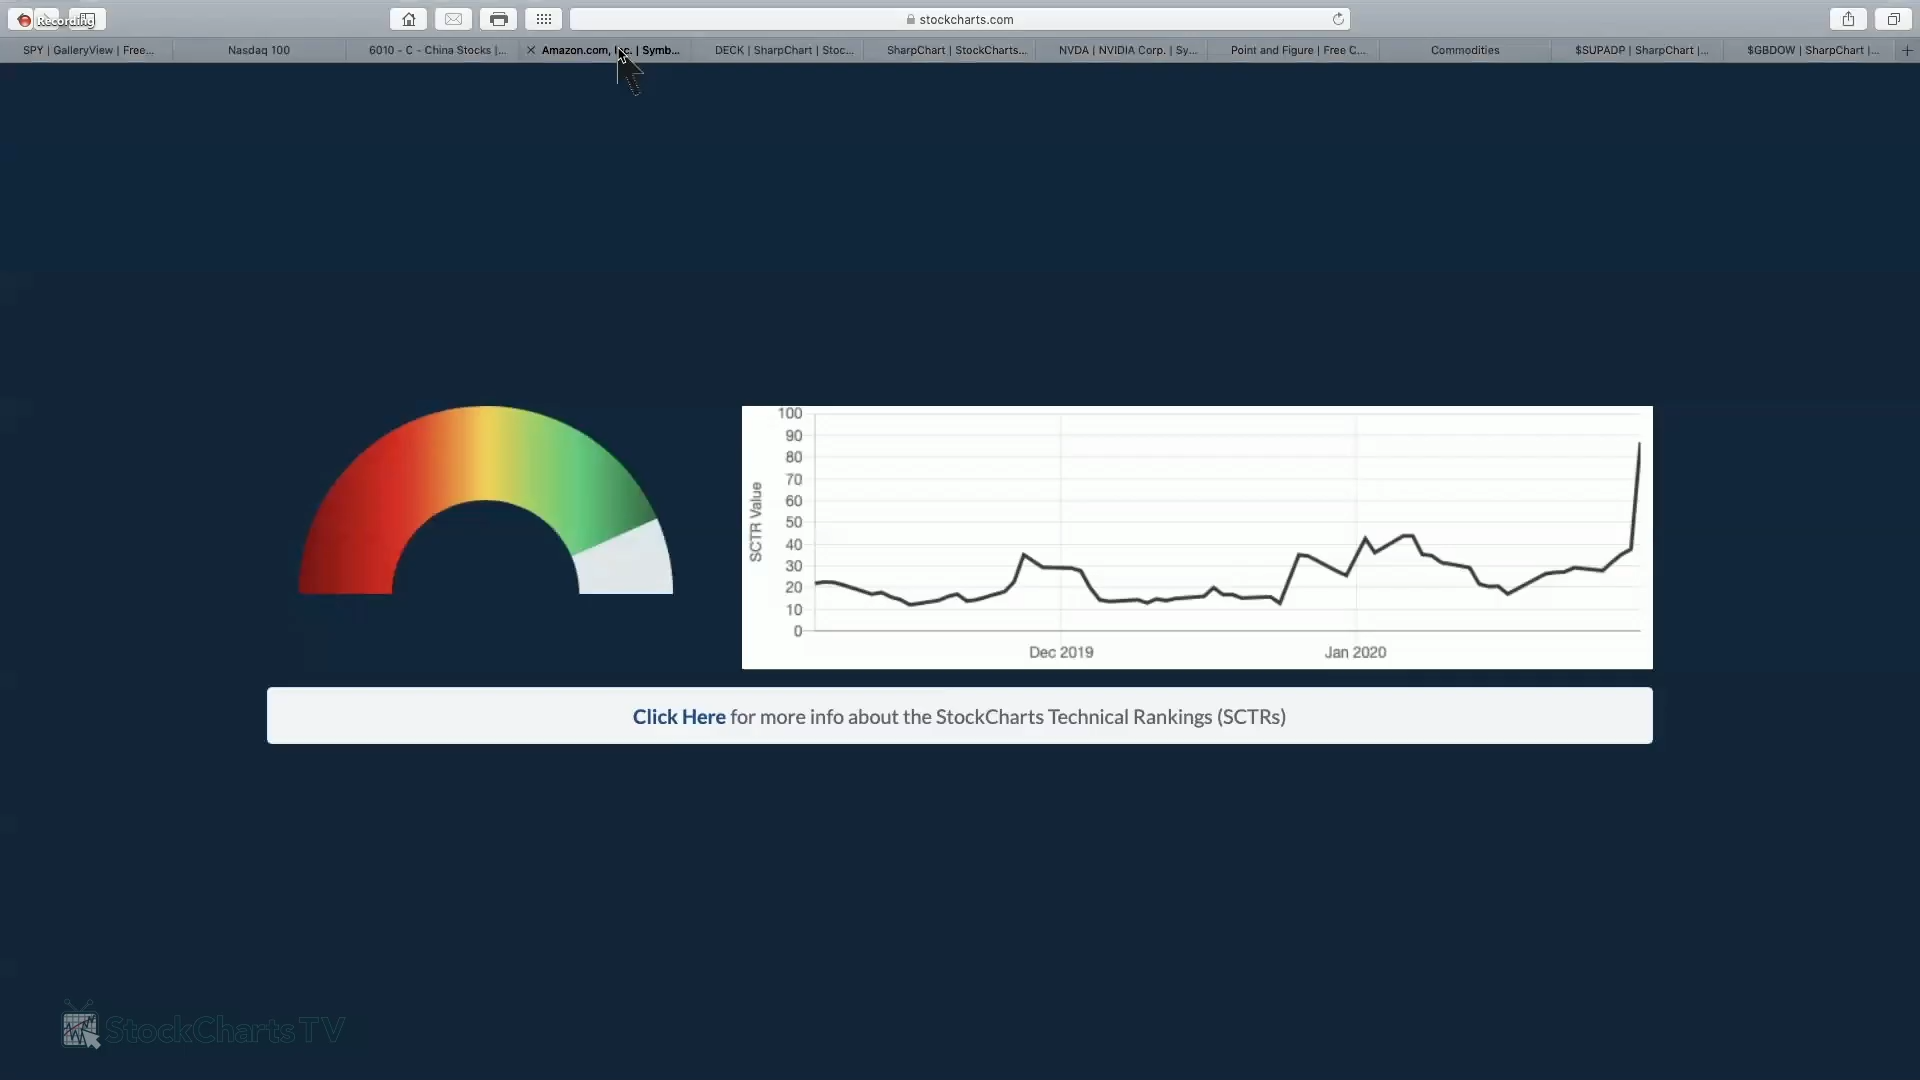 Recording
stockcharts.com
SPY | GalleryView | Free...
Nasdaq 100
6010 - C - China Stocks |...
Amazon.com, Inc. | Symb...
DECK | SharpChart | Stoc...
SharpChart | StockCharts...
NVDA | NVIDIA Corp. | Sy...
Point and Figure | Free C...
Commodities
$SUPADP | SharpChart |...
$GBDOW | SharpChart |...
SCTR Value
100
90
80
70
60
50
40
30
20
10
0
Dec 2019
Jan 2020
Click Here for more info about the StockCharts Technical Rankings (SCTRs)
StockCharts TV